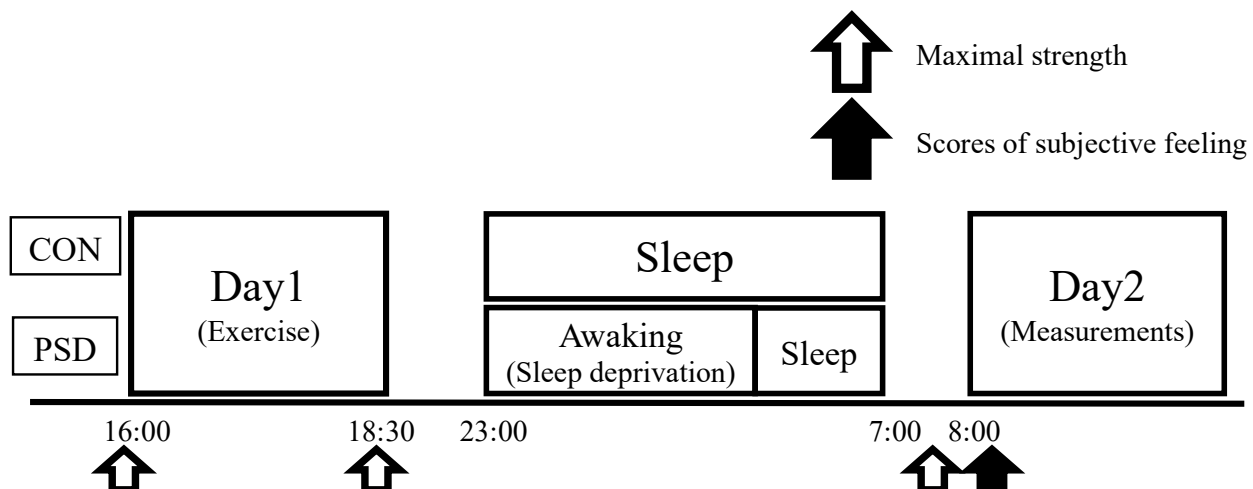 Maximal strength
Scores of subjective feeling
CON
Day1
(Exercise)
Sleep
Day2
(Measurements)
PSD
Awaking
(Sleep deprivation)
Sleep
16:00
18:30
23:00
7:00
8:00